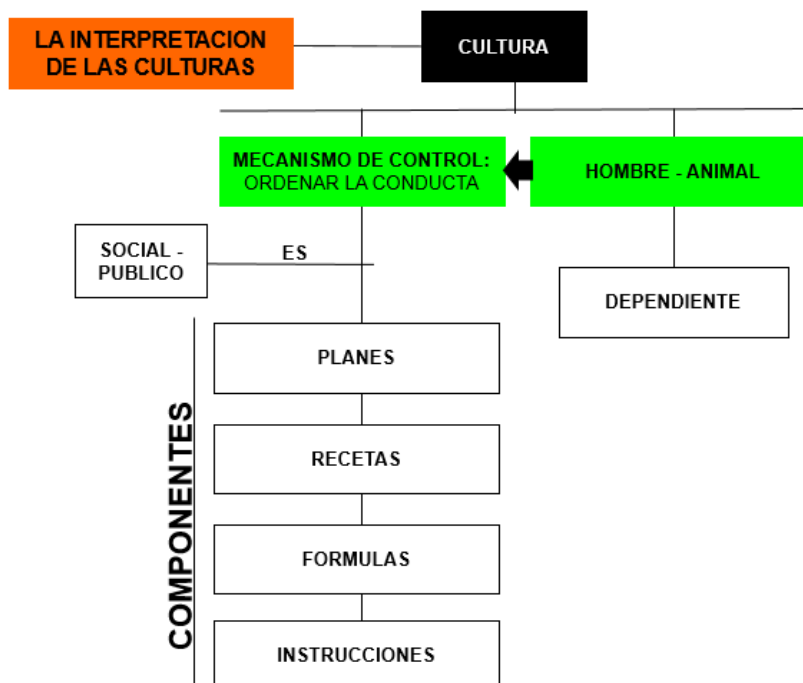 LA INTERPRETACION
DE LAS CULTURAS
CULTURA
MECANISMO DE CONTROL:
ORDENAR LA CONDUCTA
HOMBRE - ANIMAL
SOCIAL -
PUBLICO
ES
DEPENDIENTE
COMPONENTES
PLANES
RECETAS
FORMULAS
INSTRUCCIONES